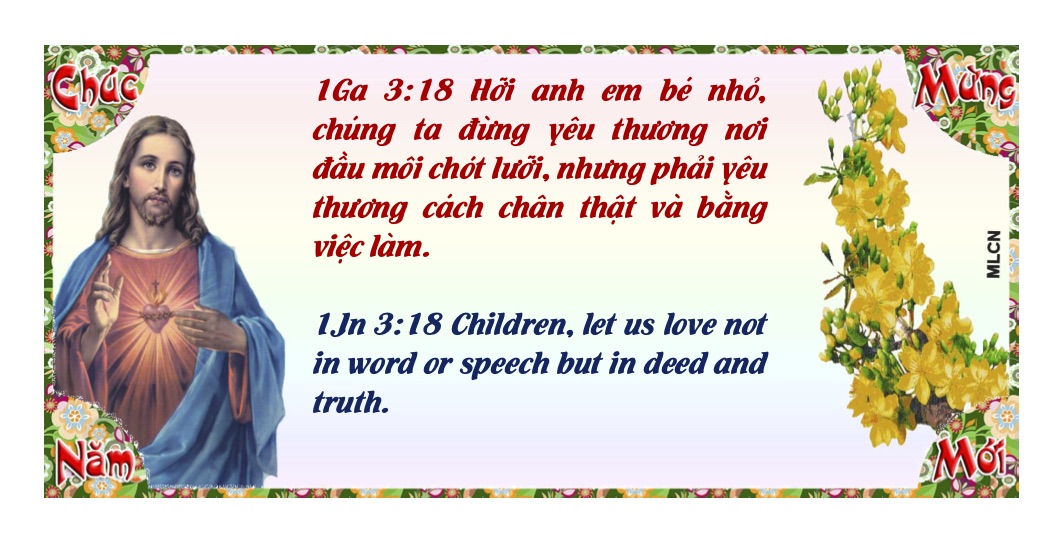 Chúc Mừng
1Ga 3:18 Hỡi anh em bé nhỏ,
chúng ta đừng yêu thương nơi
đầu môi chót lưỡi, nhưng phải yêu
thương cách chân thật và bằng
việc làm.
1Jn 3:18 Children, let us love not
in word or speech but in deed and
truth.
MLCN
Năm Mới